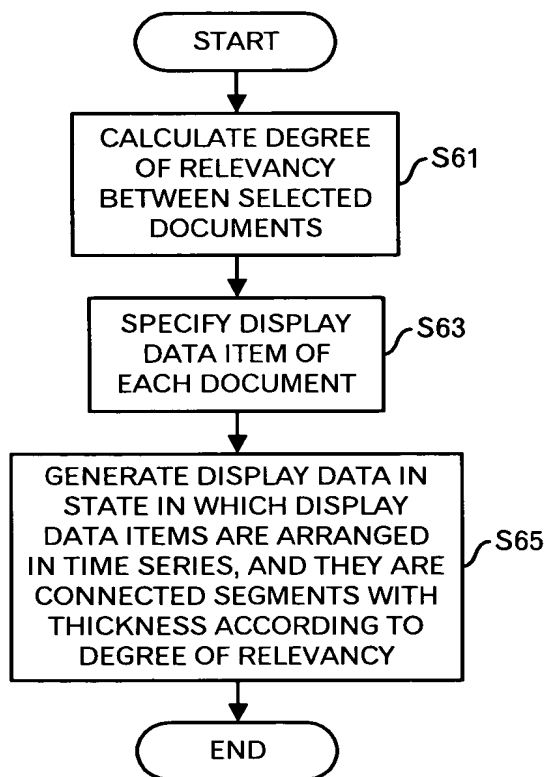 START
CALCULATE DEGREE
OF RELEVANCY
BETWEEN SELECTED
DOCUMENTS
S61
SPECIFY DISPLAY
DATA ITEM OF
EACH DOCUMENT
S63
GENERATE DISPLAY DATA IN
STATE IN WHICH DISPLAY
DATA ITEMS ARE ARRANGED
IN TIME SERIES, AND THEY ARE
CONNECTED SEGMENTS WITH
THICKNESS ACCORDING TO
DEGREE OF RELEVANCY
S65
END